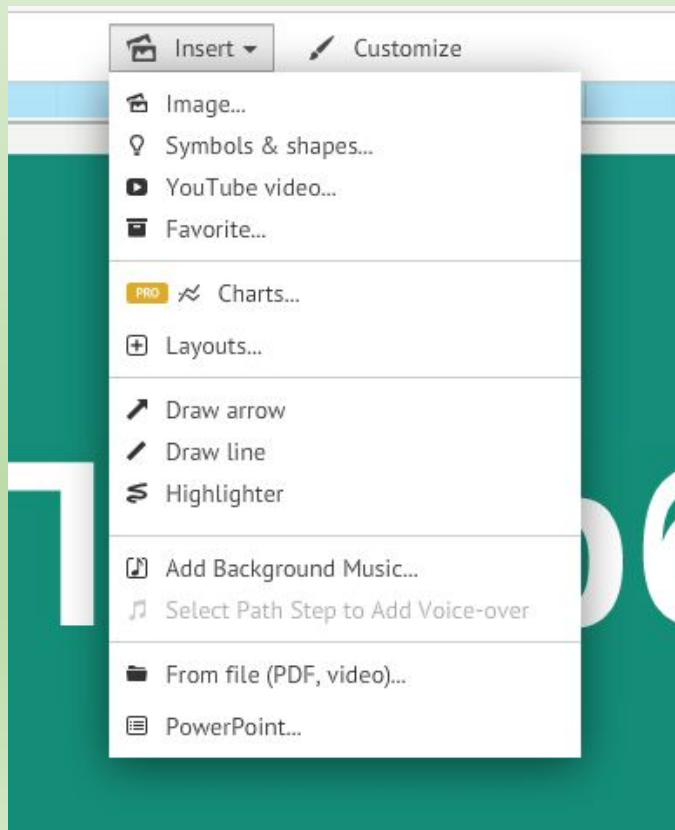 Insert Customize
Image...
Symbols & shapes...
YouTube video...
Favorite...
PRO Charts...
Layouts...
Draw arrow
Draw line
Highlighter
Add Background Music...
Select Path Step to Add Voice-over
From file (PDF, video)...
PowerPoint...